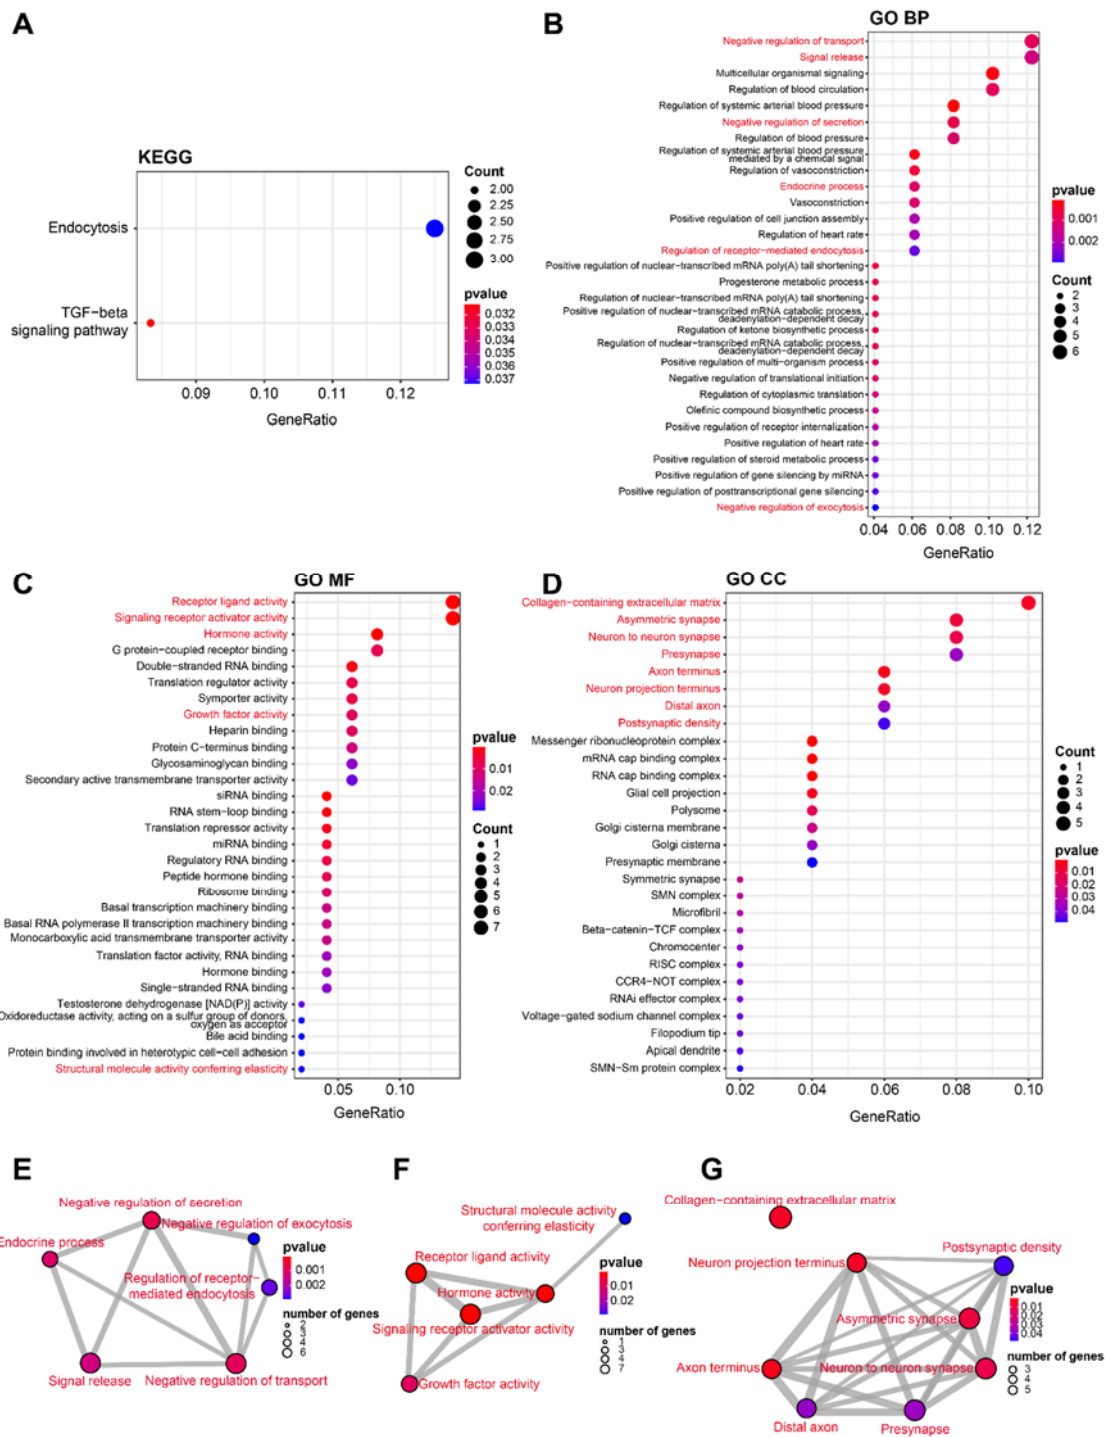 A
KEGG
Endocytosis
TGF-beta
signaling pathway
0.09 0.10 0.11 0.12
GeneRatio
Count
2.00
2.25
2.50
2.75
3.00
pvalue
0.032
0.033
0.034
0.035
0.036
0.037
B
GO BP
Negative regulation of transport
Signal release
Multicellular organismal signaling
Regulation of blood circulation
Regulation of systemic arterial blood pressure
Negative regulation of secretion
Regulation of blood pressure
Regulation of systemic arterial blood pressure
mediated by a chemical signal
Regulation of vasoconstriction
Endocrine process
Vasoconstriction
Positive regulation of cell junction assembly
Regulation of heart rate
Regulation of receptor-mediated endocytosis
Positive regulation of nuclear-transcribed mRNA poly(A) tail shortening
Progesterone metabolic process
Regulation of nuclear-transcribed mRNA poly(A) tail shortening
Positive regulation of nuclear-transcribed mRNA catabolic process,
deadenylation-dependent decay
Regulation of ketone biosynthetic process
Regulation of nuclear-transcribed mRNA catabolic process,
deadenylation-dependent decay
Positive regulation of multi-organism process
Negative regulation of translational initiation
Regulation of cytoplasmic translation
Olefinic compound biosynthetic process
Positive regulation of receptor internalization
Positive regulation of heart rate
Positive regulation of steroid metabolic process
Positive regulation of gene silencing by miRNA
Positive regulation of posttranscriptional gene silencing
Negative regulation of exocytosis
0.04 0.06 0.08 0.10 0.12
GeneRatio
pvalue
0.001
0.002
Count
2
3
4
5
6
C
GO MF
Receptor ligand activity
Signaling receptor activator activity
Hormone activity
G protein-coupled receptor binding
Double-stranded RNA binding
Translation regulator activity
Symporter activity
Growth factor activity
Heparin binding
Protein C-terminus binding
Glycosaminoglycan binding
Secondary active transmembrane transporter activity
siRNA binding
RNA stem-loop binding
Translation repressor activity
miRNA binding
Regulatory RNA binding
Peptide hormone binding
Ribosome binding
Basal transcription machinery binding
Basal RNA polymerase II transcription machinery binding
Monocarboxylic acid transmembrane transporter activity
Translation factor activity, RNA binding
Hormone binding
Single-stranded RNA binding
Testosterone dehydrogenase [NAD(P)] activity
Oxidoreductase activity, acting on a sulfur group of donors,
oxygen as acceptor
Bile acid binding
Protein binding involved in heterotypic cell-cell adhesion
Structural molecule activity conferring elasticity
0.05 0.10
GeneRatio
pvalue
0.01
0.02
Count
1
2
3
4
5
6
7
D
GO CC
Collagen-containing extracellular matrix
Asymmetric synapse
Neuron to neuron synapse
Presynapse
Axon terminus
Neuron projection terminus
Distal axon
Postsynaptic density
Messenger ribonucleoprotein complex
mRNA cap binding complex
RNA cap binding complex
Glial cell projection
Polysome
Golgi cisterna membrane
Golgi cisterna
Presynaptic membrane
Symmetric synapse
SMN complex
Microfibril
Beta-catenin-TCF complex
Chromocenter
RISC complex
CCR4-NOT complex
RNAi effector complex
Voltage-gated sodium channel complex
Filopodium tip
Apical dendrite
SMN-Sm protein complex
0.02 0.04 0.06 0.08 0.10
GeneRatio
Count
1
2
3
4
5
pvalue
0.01
0.02
0.03
0.04
E
Negative regulation of secretion
Negative regulation of exocytosis
Endocrine process
Regulation of receptor-
mediated endocytosis
Signal release
Negative regulation of transport
pvalue
0.001
0.002
number of genes
2
3
4
6
F
Structural molecule activity
conferring elasticity
Receptor ligand activity
Hormone activity
Signaling receptor activator activity
Growth factor activity
pvalue
0.01
0.02
number of genes
1
3
4
7
G
Collagen-containing extracellular matrix
Neuron projection terminus
Postsynaptic density
Asymmetric synapse
Axon terminus
Neuron to neuron synapse
Distal axon
Presynapse
pvalue
0.01
0.02
0.03
0.04
number of genes
3
4
5